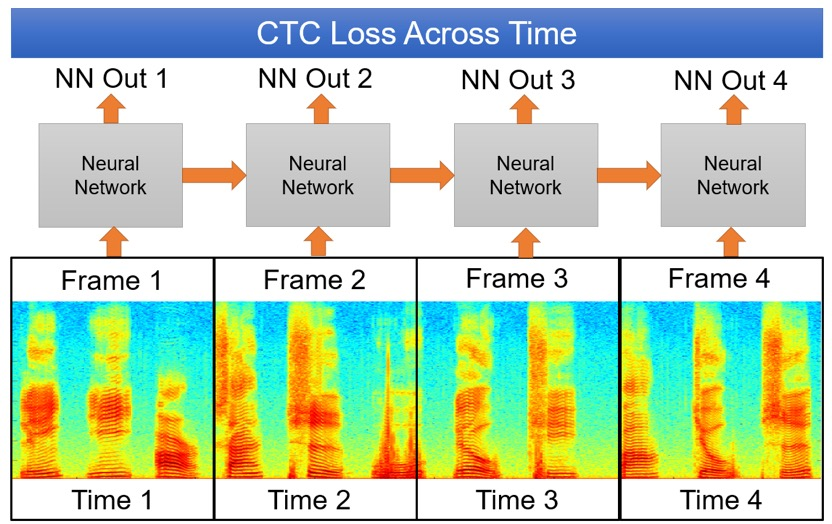 CTC Loss Across Time
NN Out 1
NN Out 2
NN Out 3
NN Out 4
Neural
Network
Neural
Network
Neural
Network
Neural
Network
Frame 1
Frame 2
Frame 3
Frame 4
Time 1
Time 2
Time 3
Time 4